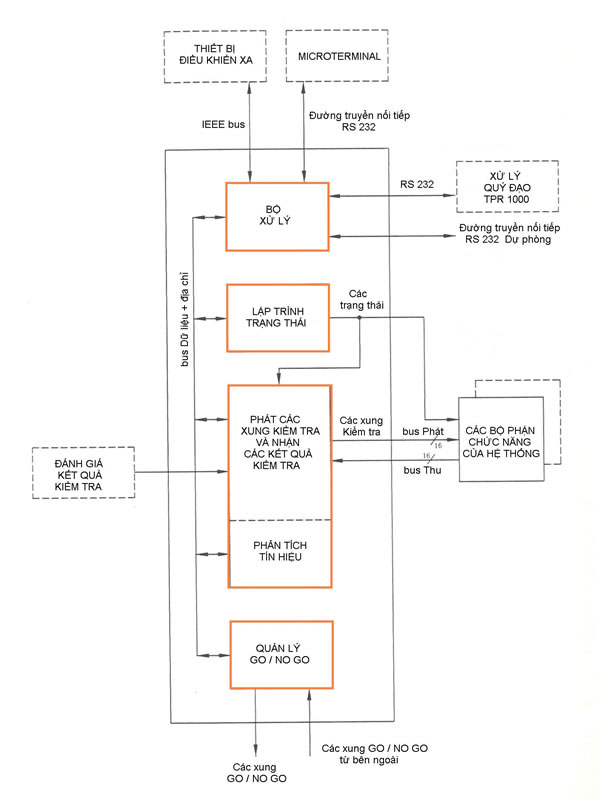 THIẾT BỊ
ĐIỀU KHIỂN XA
MICROTERMINAL
IEEE bus
Đường truyền nối tiếp
RS 232
BỘ
XỬ LÝ
RS 232
XỬ LÝ
QUỸ ĐẠO
TPR 1000
Đường truyền nối tiếp
RS 232 Dự phòng
bus Dữ liệu + địa chỉ
LẬP TRÌNH
TRẠNG THÁI
Các
trạng thái
PHÁT CÁC
XUNG KIỂM TRA
VÀ NHẬN
CÁC KẾT QUẢ
KIỂM TRA
Các xung
Kiểm tra
bus Phát
16
16
bus Thu
CÁC BỘ PHẬN
CHỨC NĂNG
CỦA HỆ THỐNG
ĐÁNH GIÁ
KẾT QUẢ
KIỂM TRA
PHÂN TÍCH
TÍN HIỆU
QUẢN LÝ
GO / NO GO
Các xung
GO / NO GO
Các xung GO / NO GO
từ bên ngoài